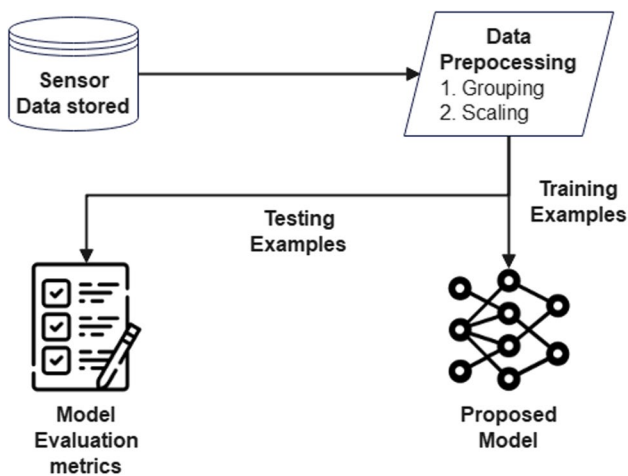 Sensor
Data stored
Data
Prepocessing
1. Grouping
2. Scaling
Testing
Examples
Training
Examples
Model
Evaluation
metrics
Proposed
Model